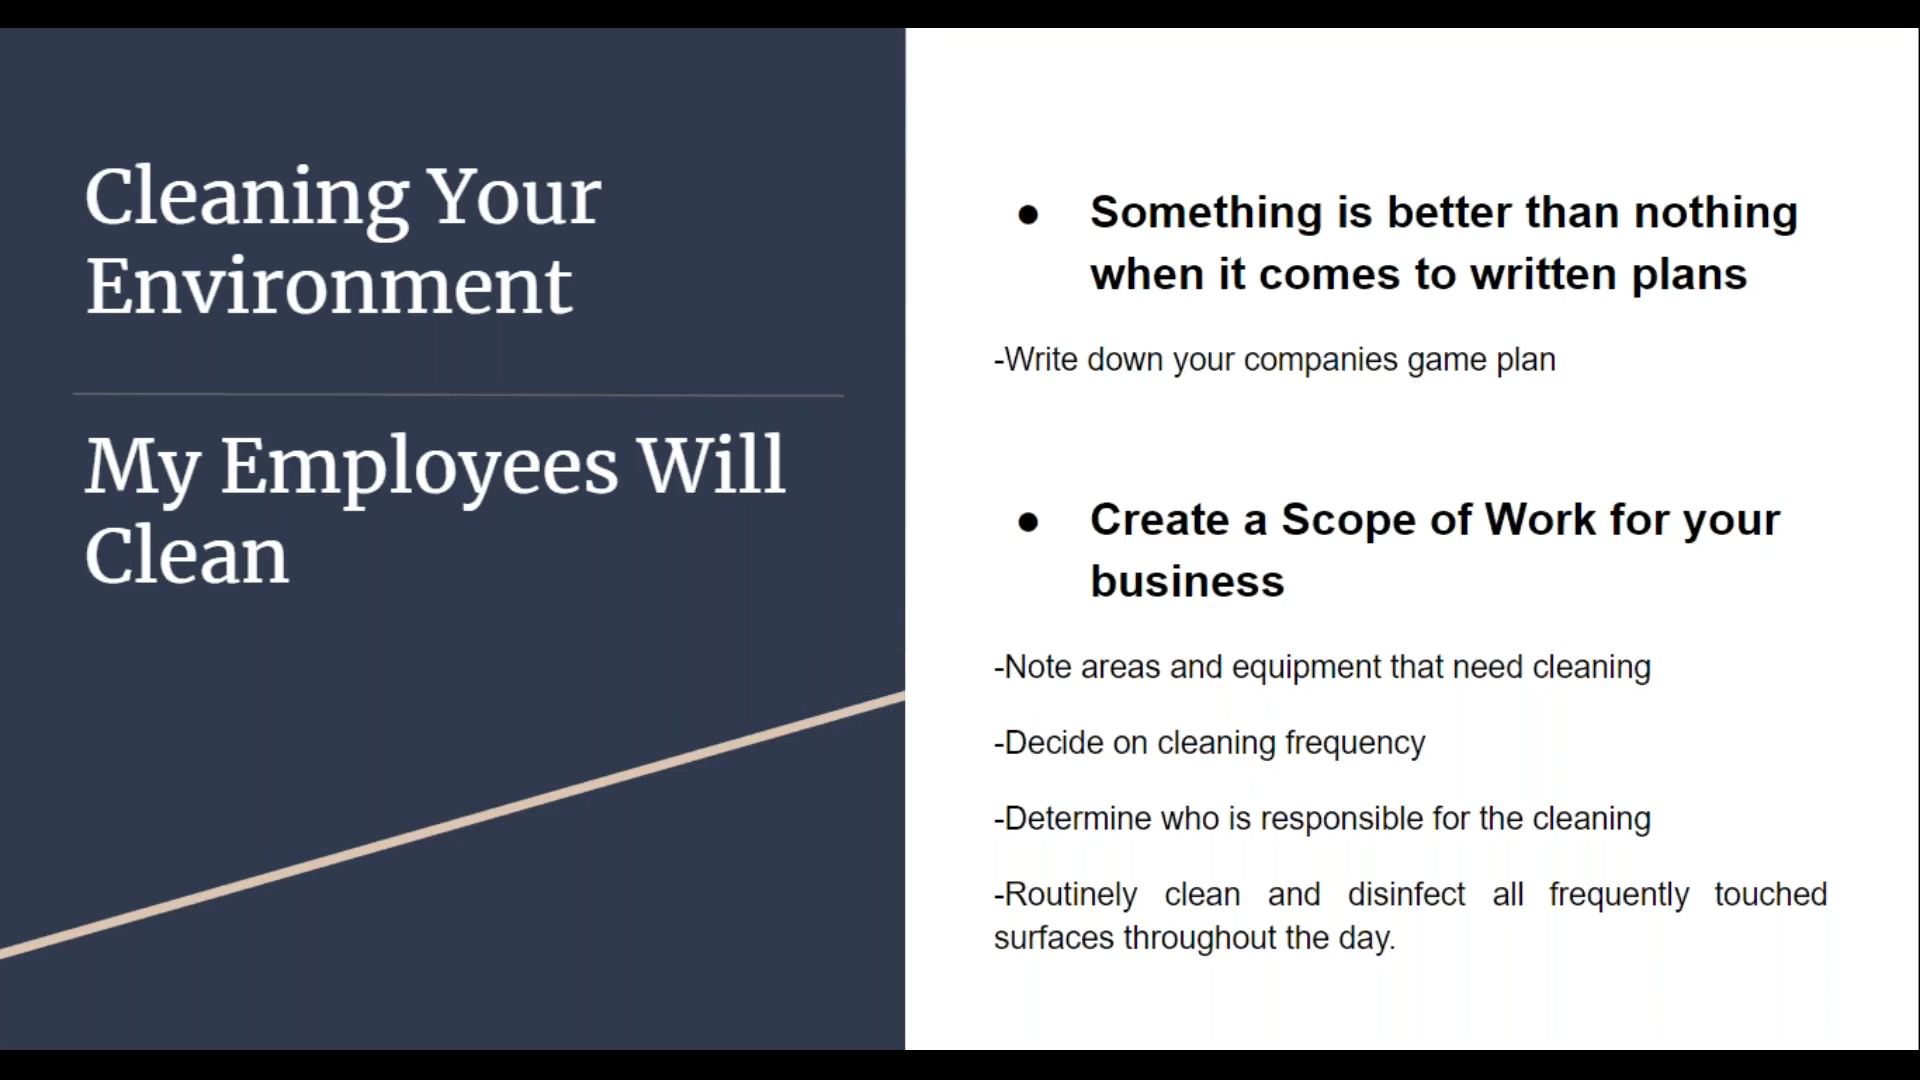 Cleaning Your
Environment
My Employees Will
Clean
● Something is better than nothing
when it comes to written plans
-Write down your companies game plan
● Create a Scope of Work for your
business
-Note areas and equipment that need cleaning
-Decide on cleaning frequency
-Determine who is responsible for the cleaning
-Routinely clean and disinfect all frequently touched
surfaces throughout the day.